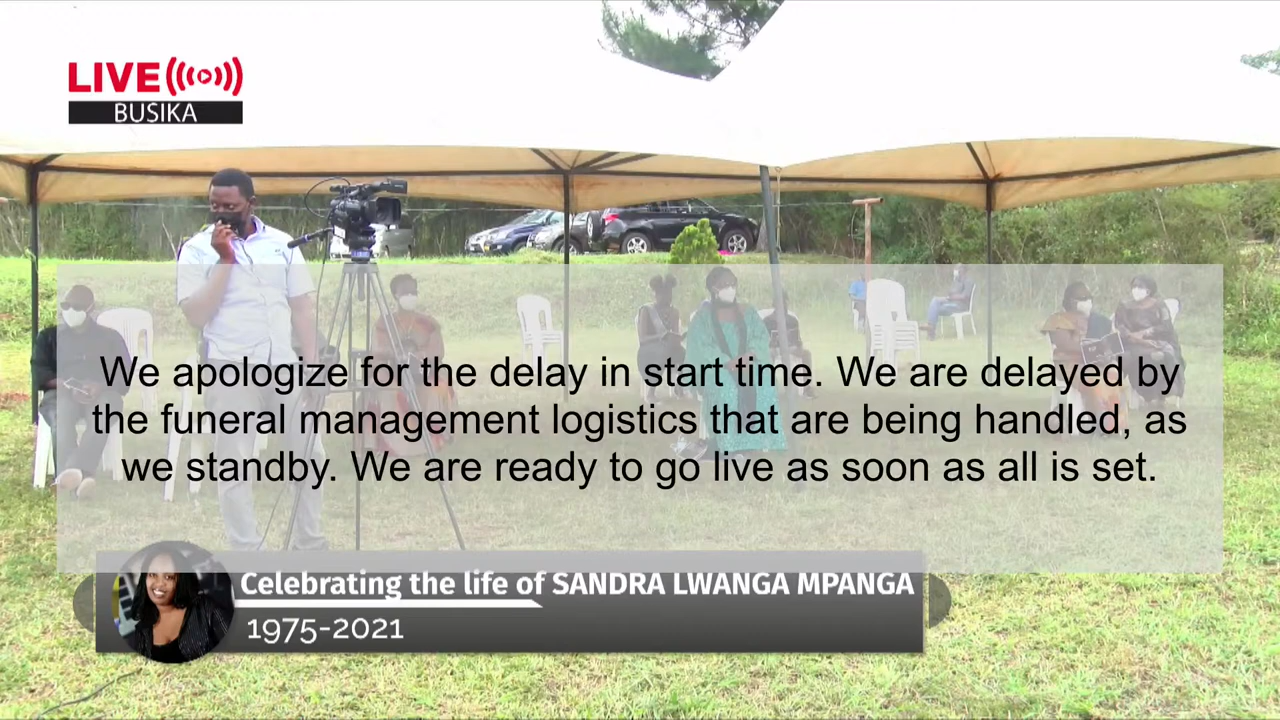 LIVE
BUSIKA
We apologize for the delay in start time. We are delayed by
the funeral management logistics that are being handled, as
we standby. We are ready to go live as soon as all is set.
Celebrating the life of SANDRA LWANGA MPANGA
1975-2021